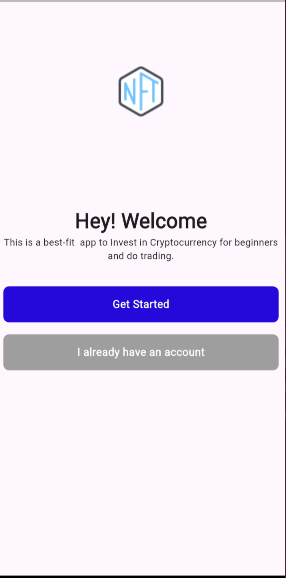 NFT
Hey! Welcome
This is a best-fit  app to Invest in Cryptocurrency for beginners
and do trading.
Get Started
I already have an account